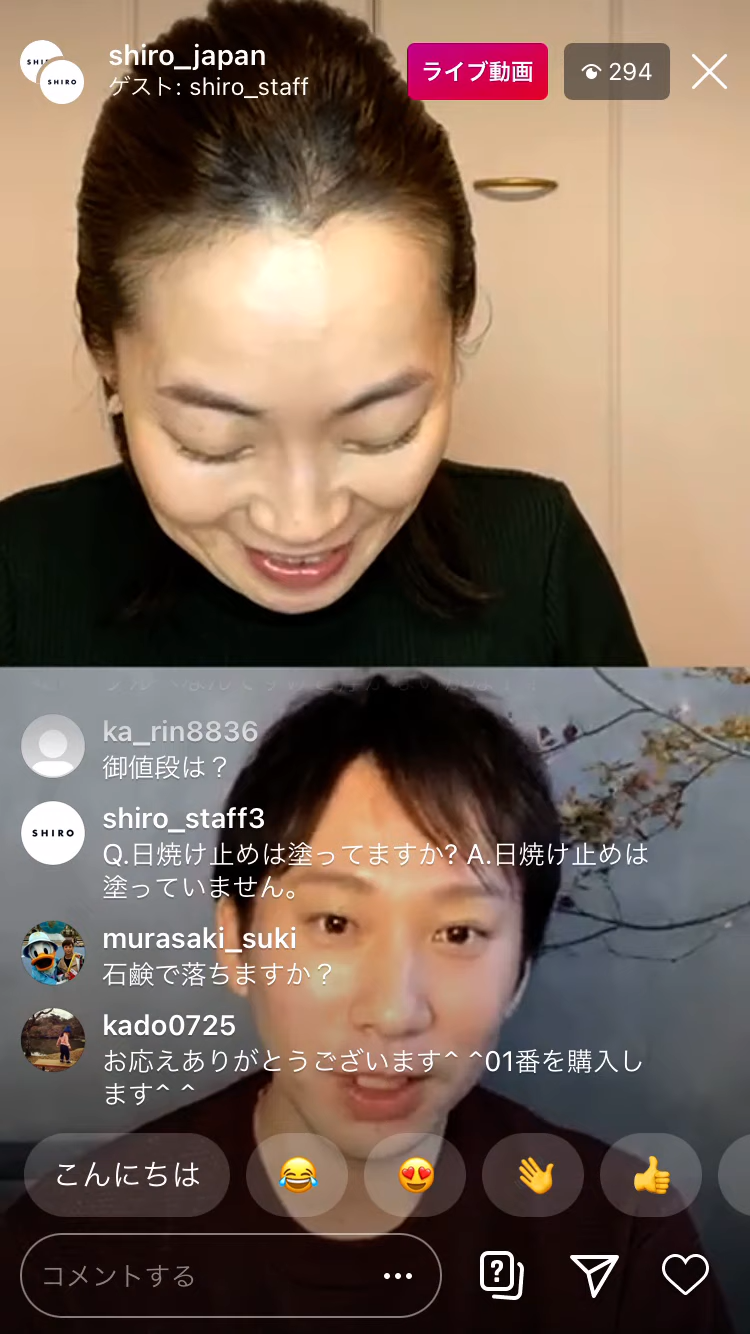 shiro_japan
ゲスト: shiro_staff
ライブ動画
294
SHIRO
ka_rin8836
御値段は？
shiro_staff3
SHIRO
Q.日焼け止めは塗ってますか? A.日焼け止めは
塗っていません。
murasaki_suki
石鹸で落ちますか？
kado0725
お応えありがとうございます^ ^01番を購入し
ます^ ^
こんにちは
😂
😍
👋
👍
コメントする